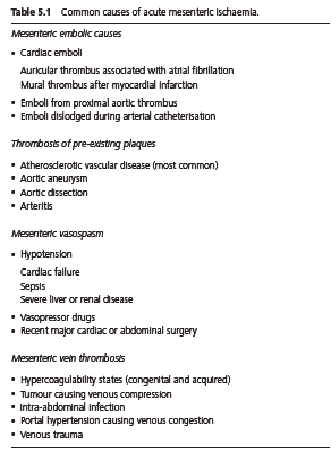 Table 5.1 Common causes of acute mesenteric ischaemia.
Mesenteric embolic causes
• Cardiac emboli
Auricular thrombus associated with atrial fibrillation
Mural thrombus after myocardial infarction
• Emboli from proximal aortic thrombus
• Emboli dislodged during arterial catheterisation
Thrombosis of pre-existing plaques
• Atherosclerotic vascular disease (most common)
• Aortic aneurysm
• Aortic dissection
• Arteritis
Mesenteric vasospasm
• Hypotension
Cardiac failure
Sepsis
Severe liver or renal disease
• Vasopressor drugs
• Recent major cardiac or abdominal surgery
Mesenteric vein thrombosis
• Hypercoagulability states (congenital and acquired)
• Tumour causing venous compression
• Intra-abdominal infection
• Portal hypertension causing venous congestion
• Venous trauma